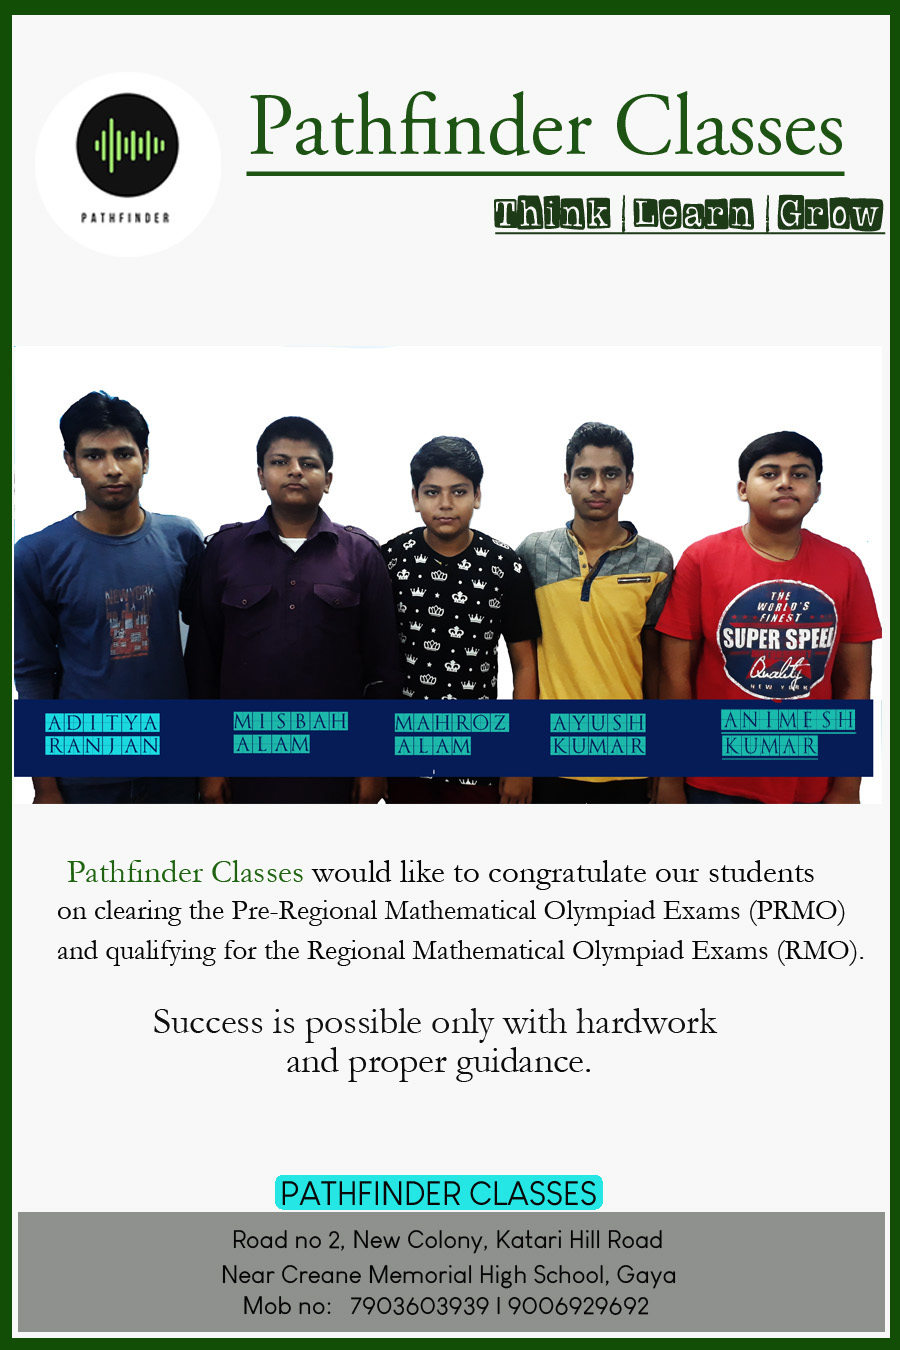 Pathfinder Classes
PATHFINDER
Think | Learn | Grow
NEWYORK
THE
WORLD'S
FINEST
SUPER SPEED
Quality
NEW YORK
ADITYA
RANJAN
MISBAH
ALAM
MAHROZ
ALAM
AYUSH
KUMAR
ANIMESH
KUMAR
Pathfinder Classes would like to congratulate our students
on clearing the Pre-Regional Mathematical Olympiad Exams (PRMO)
and qualifying for the Regional Mathematical Olympiad Exams (RMO).
Success is possible only with hardwork
and proper guidance.
PATHFINDER CLASSES
Road no 2, New Colony, Katari Hill Road
Near Creane Memorial High School, Gaya
Mob no: 7903603939 | 9006929692